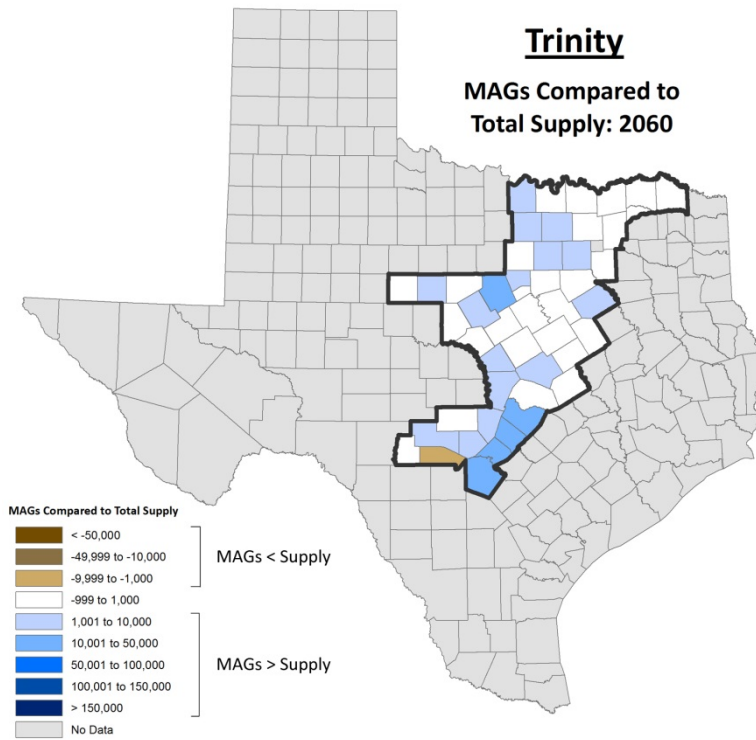 Trinity
MAGs Compared to
Total Supply: 2060
MAGs Compared to Total Supply
< -50,000
-49,999 to -10,000
-9,999 to -1,000
MAGs < Supply
-999 to 1,000
1,001 to 10,000
10,001 to 50,000
50,001 to 100,000
100,001 to 150,000
> 150,000
MAGs > Supply
No Data